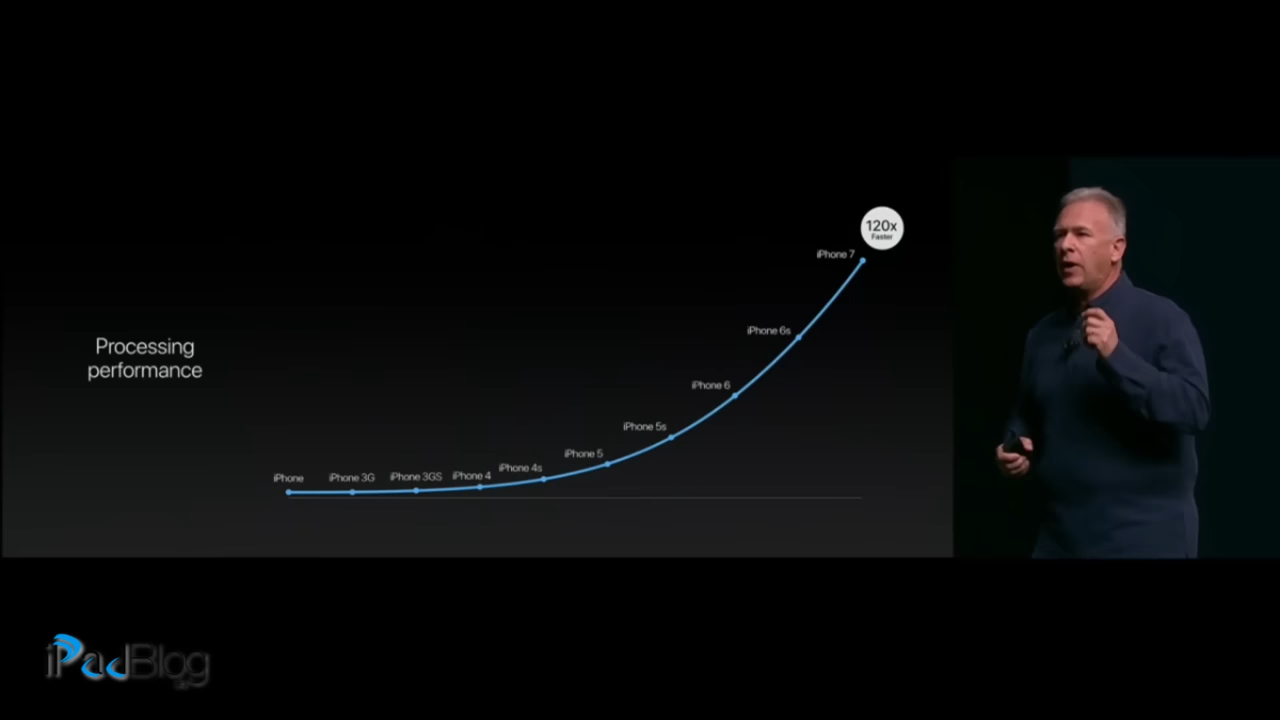 120x
Faster
iPhone 7
iPhone 6s
Processing
performance
iPhone 6
iPhone 5s
iPhone 5
iPhone 4s
iPhone iPhone 3G iPhone 3GS iPhone 4
iPadBlog